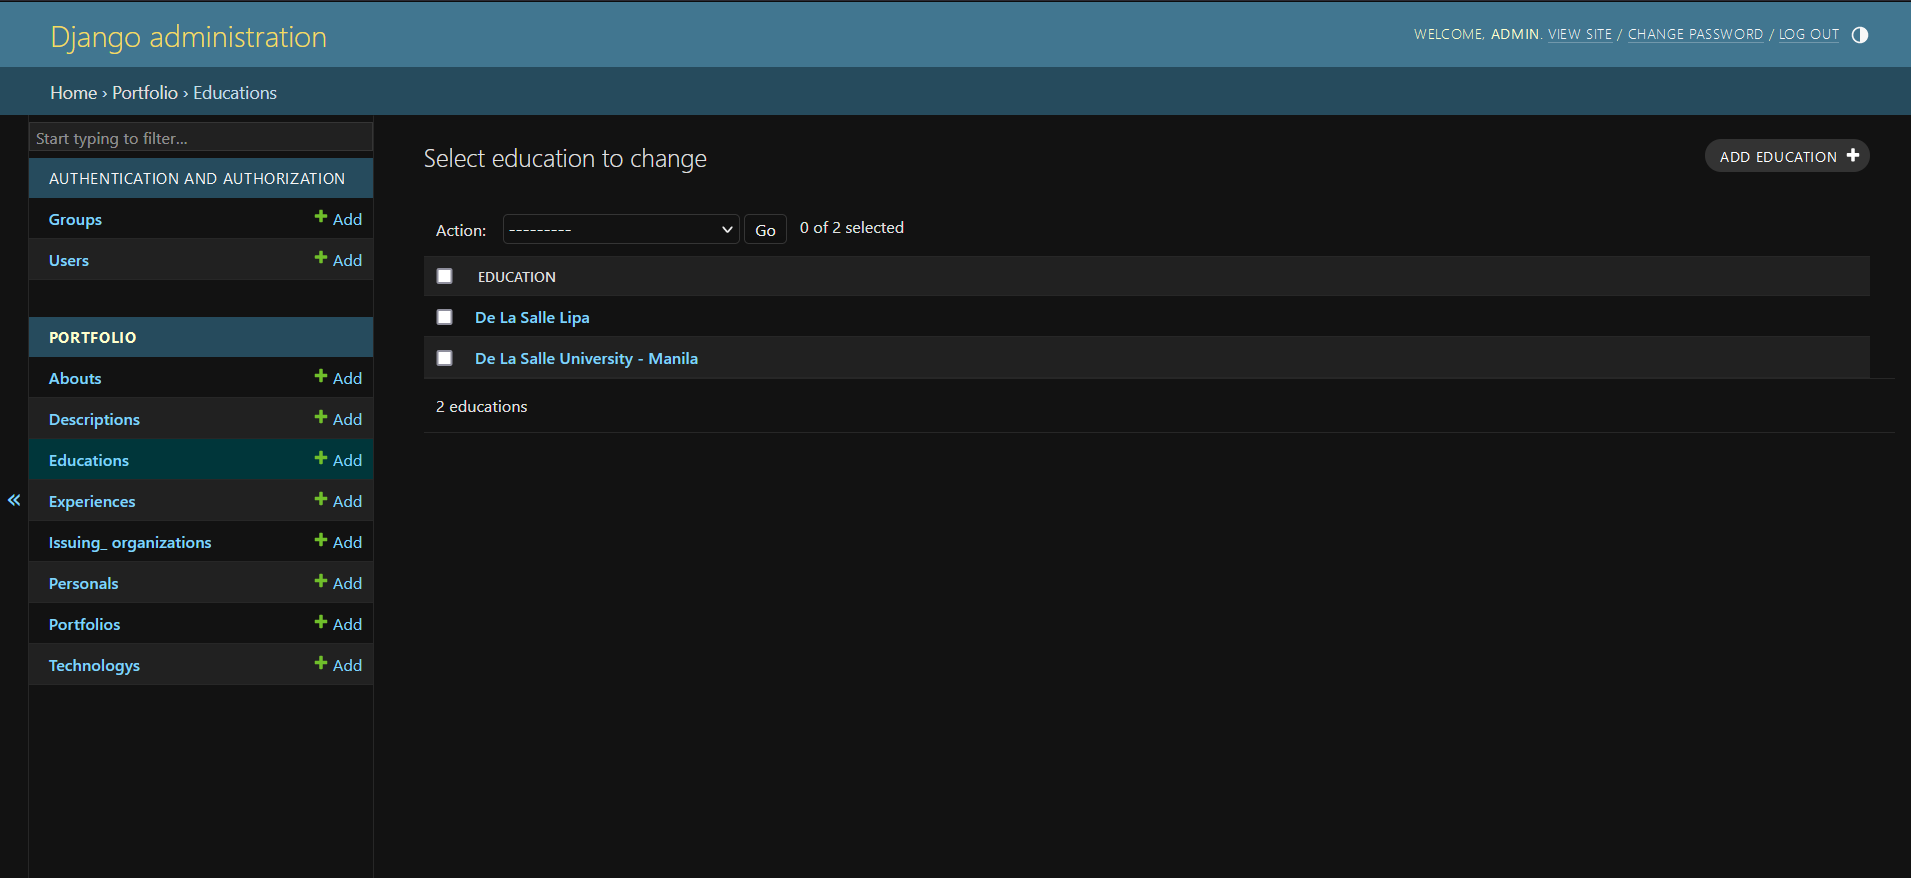 Django administration
WELCOME, ADMIN. VIEW SITE / CHANGE PASSWORD / LOG OUT
Home › Portfolio › Educations
Start typing to filter...
AUTHENTICATION AND AUTHORIZATION
Groups + Add
Users + Add
PORTFOLIO
Abouts + Add
Descriptions + Add
Educations + Add
Experiences + Add
Issuing_ organizations + Add
Personals + Add
Portfolios + Add
Technologys + Add
«
Select education to change
ADD EDUCATION +
Action: --------- Go 0 of 2 selected
EDUCATION
De La Salle Lipa
De La Salle University - Manila
2 educations